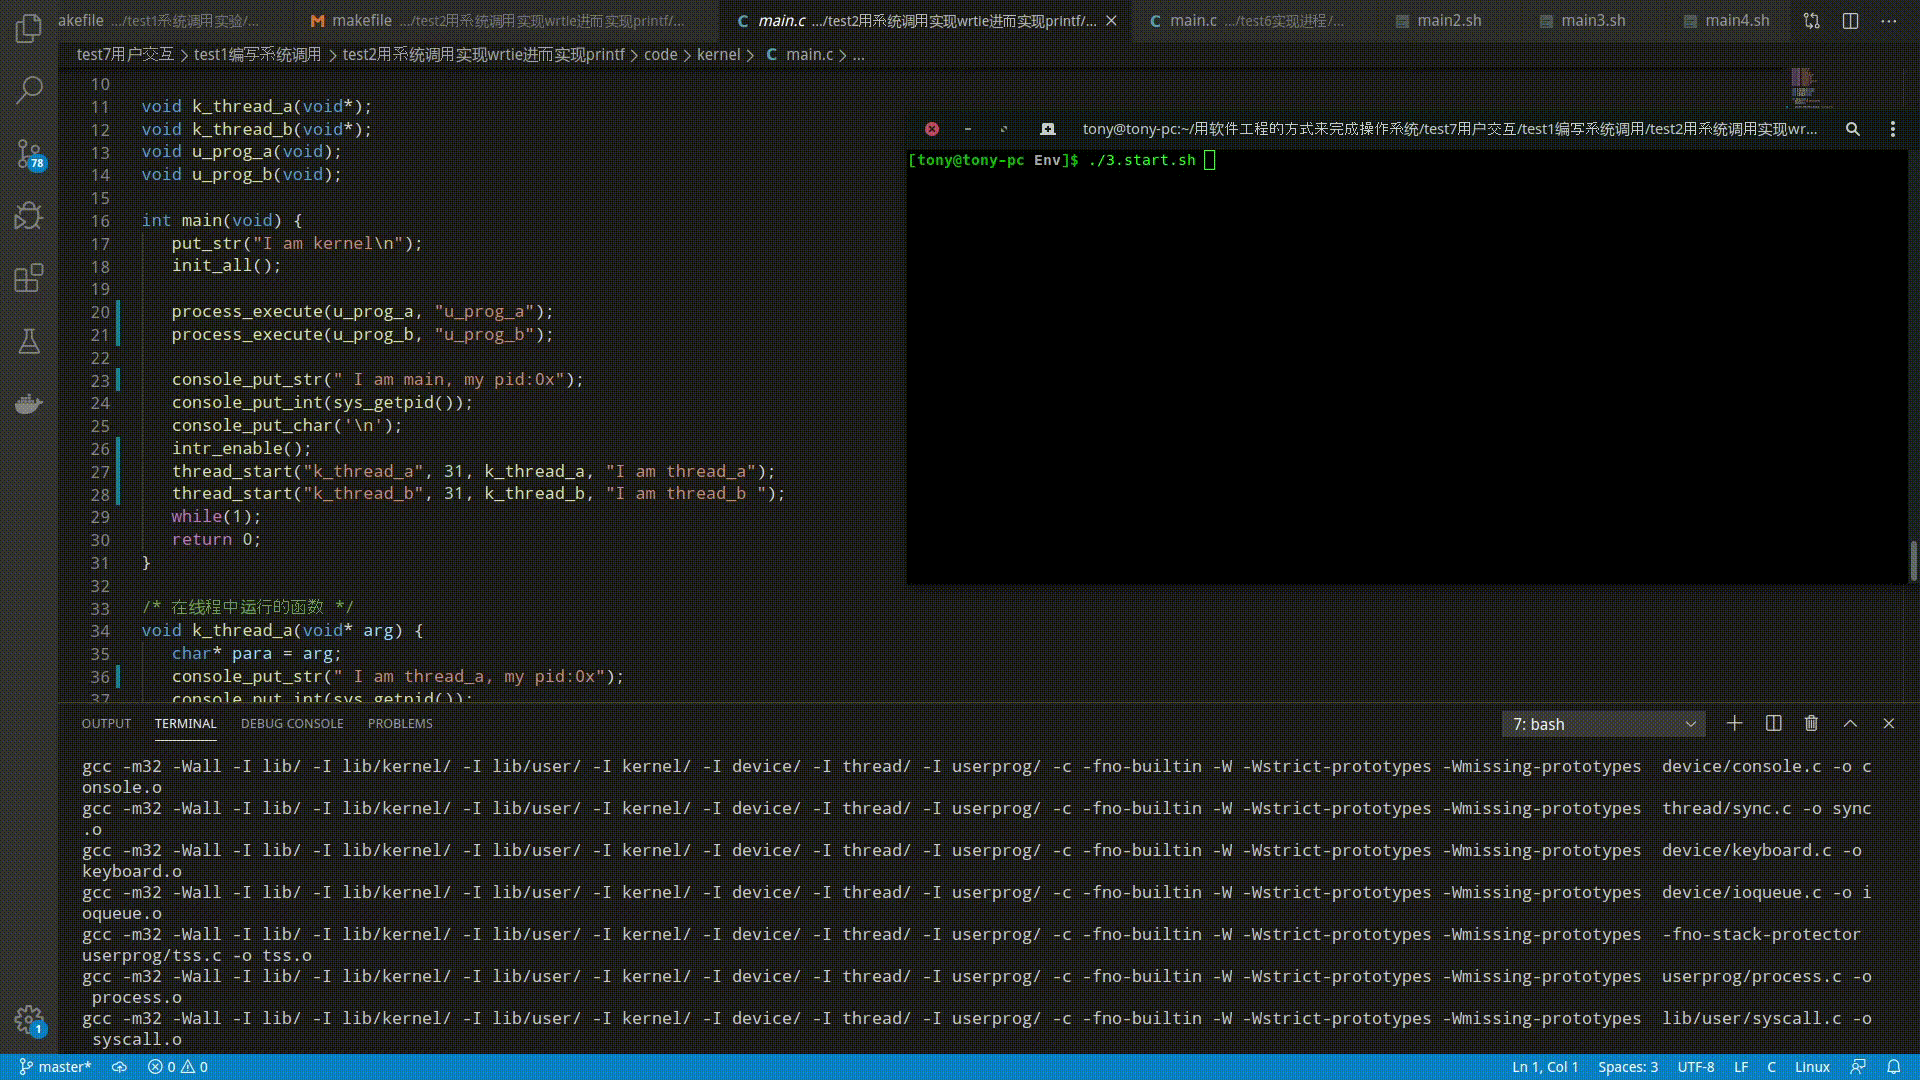 akefile .../test1系统调用实验/...
makefile .../test2用系统调用实现wrtie进而实现printf/...
C main.c .../test2用系统调用实现wrtie进而实现printf/...
C main.c .../test6实现进程/...
main2.sh
main3.sh
main4.sh
test7用户交互 > test1编写系统调用 > test2用系统调用实现wrtie进而实现printf > code > kernel > C main.c > ...
10
11 void k_thread_a(void*);
12 void k_thread_b(void*);
13 void u_prog_a(void);
14 void u_prog_b(void);
15
16 int main(void) {
17 put_str("I am kernel\n");
18 init_all();
19
20 process_execute(u_prog_a, "u_prog_a");
21 process_execute(u_prog_b, "u_prog_b");
22
23 console_put_str(" I am main, my pid:0x");
24 console_put_int(sys_getpid());
25 console_put_char('\n');
26 intr_enable();
27 thread_start("k_thread_a", 31, k_thread_a, "I am thread_a");
28 thread_start("k_thread_b", 31, k_thread_b, "I am thread_b ");
29 while(1);
30 return 0;
31 }
32
33 /* 在线程中运行的函数 */
34 void k_thread_a(void* arg) {
35 char* para = arg;
36 console_put_str(" I am thread_a, my pid:0x");
37 console_put_int(sys_getpid());
tony@tony-pc:~/用软件工程的方式来完成操作系统/test7用户交互/test1编写系统调用/test2用系统调用实现wr...
[tony@tony-pc Env]$ ./3.start.sh
78
OUTPUT TERMINAL DEBUG CONSOLE PROBLEMS
7: bash
gcc -m32 -Wall -I lib/ -I lib/kernel/ -I lib/user/ -I kernel/ -I device/ -I thread/ -I userprog/ -c -fno-builtin -W -Wstrict-prototypes -Wmissing-prototypes device/console.c -o c
onsole.o
gcc -m32 -Wall -I lib/ -I lib/kernel/ -I lib/user/ -I kernel/ -I device/ -I thread/ -I userprog/ -c -fno-builtin -W -Wstrict-prototypes -Wmissing-prototypes thread/sync.c -o sync
.o
gcc -m32 -Wall -I lib/ -I lib/kernel/ -I lib/user/ -I kernel/ -I device/ -I thread/ -I userprog/ -c -fno-builtin -W -Wstrict-prototypes -Wmissing-prototypes device/keyboard.c -o
keyboard.o
gcc -m32 -Wall -I lib/ -I lib/kernel/ -I lib/user/ -I kernel/ -I device/ -I thread/ -I userprog/ -c -fno-builtin -W -Wstrict-prototypes -Wmissing-prototypes device/ioqueue.c -o i
oqueue.o
gcc -m32 -Wall -I lib/ -I lib/kernel/ -I lib/user/ -I kernel/ -I device/ -I thread/ -I userprog/ -c -fno-builtin -W -Wstrict-prototypes -Wmissing-prototypes -fno-stack-protector
userprog/tss.c -o tss.o
gcc -m32 -Wall -I lib/ -I lib/kernel/ -I lib/user/ -I kernel/ -I device/ -I thread/ -I userprog/ -c -fno-builtin -W -Wstrict-prototypes -Wmissing-prototypes userprog/process.c -o
process.o
gcc -m32 -Wall -I lib/ -I lib/kernel/ -I lib/user/ -I kernel/ -I device/ -I thread/ -I userprog/ -c -fno-builtin -W -Wstrict-prototypes -Wmissing-prototypes lib/user/syscall.c -o
syscall.o
1
master* 0 0 Ln 1, Col 1 Spaces: 3 UTF-8 LF C Linux